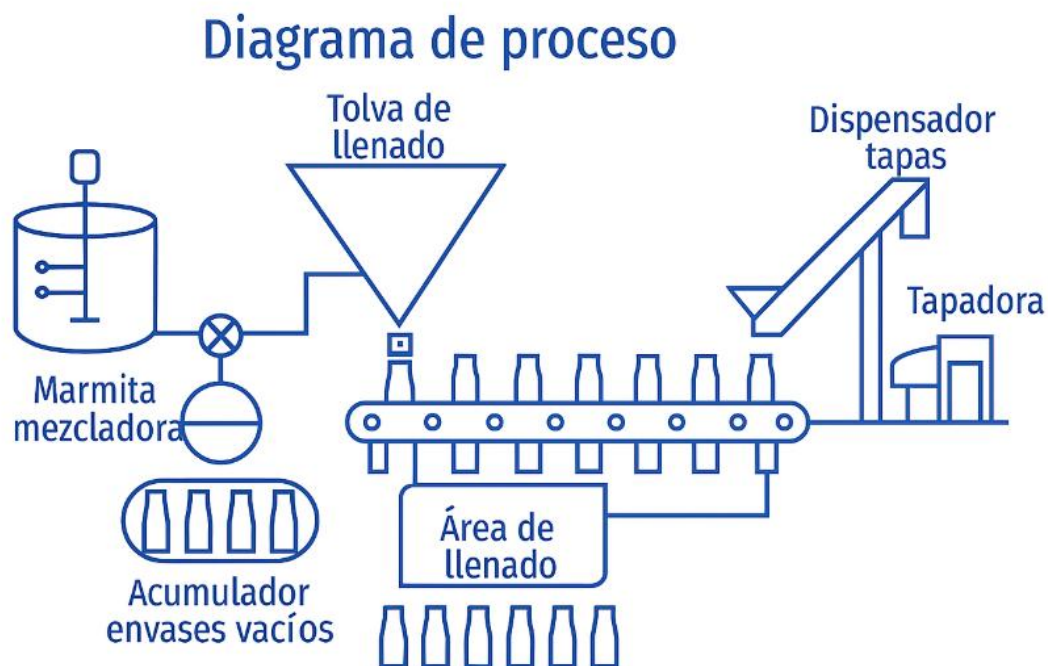 Diagrama de proceso
Tolva de
llenado
Dispensador
tapas
Tapadora
Marmita
mezcladora
Área de
llenado
Acumulador
envases vacíos